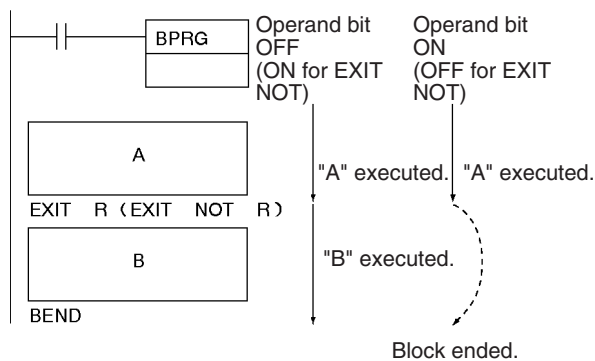 BPRG
Operand bit
OFF
(ON for EXIT
NOT)
Operand bit
ON
(OFF for EXIT
NOT)
A
"A" executed.
"A" executed.
EXIT R (EXIT NOT R)
B
"B" executed.
BEND
Block ended.